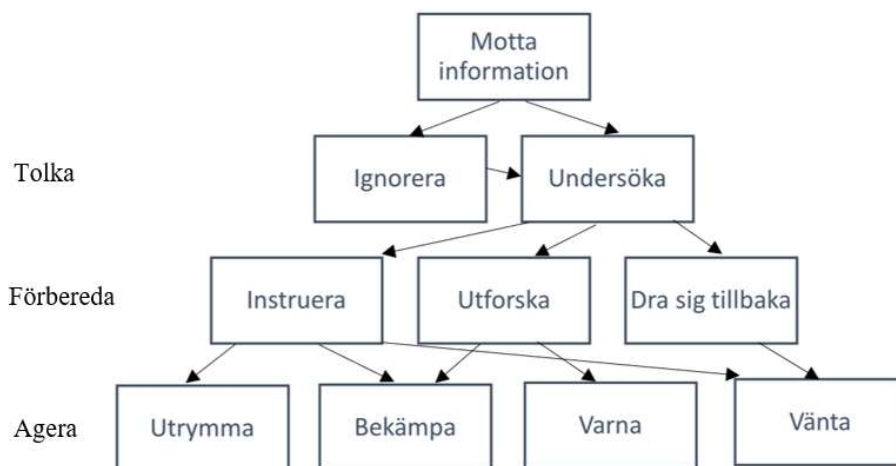 Motta
information
Tolka
Ignorera
Undersöka
Förbereda
Instruera
Utforska
Dra sig tillbaka
Agera
Utrymma
Bekämpa
Varna
Vänta